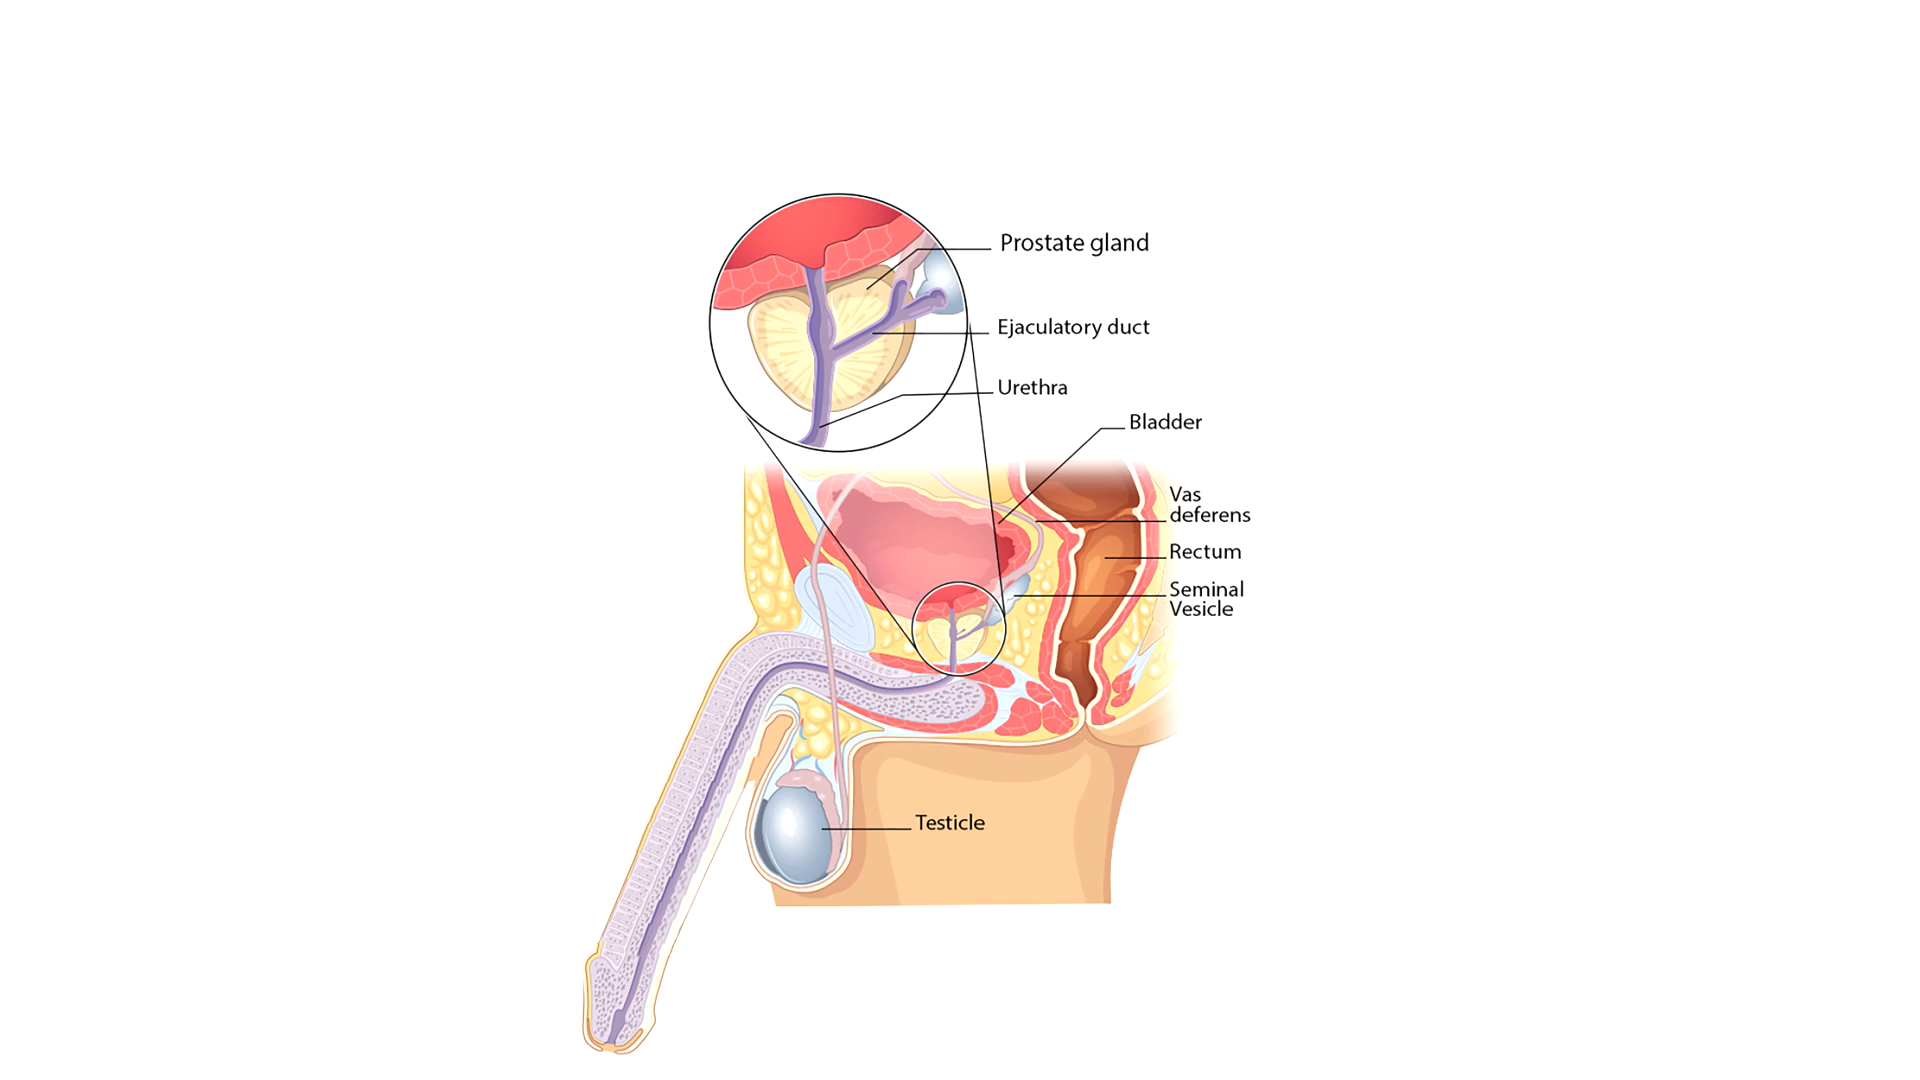 Prostate gland
Ejaculatory duct
Urethra
Bladder
Vas
deferens
Rectum
Seminal
Vesicle
Testicle